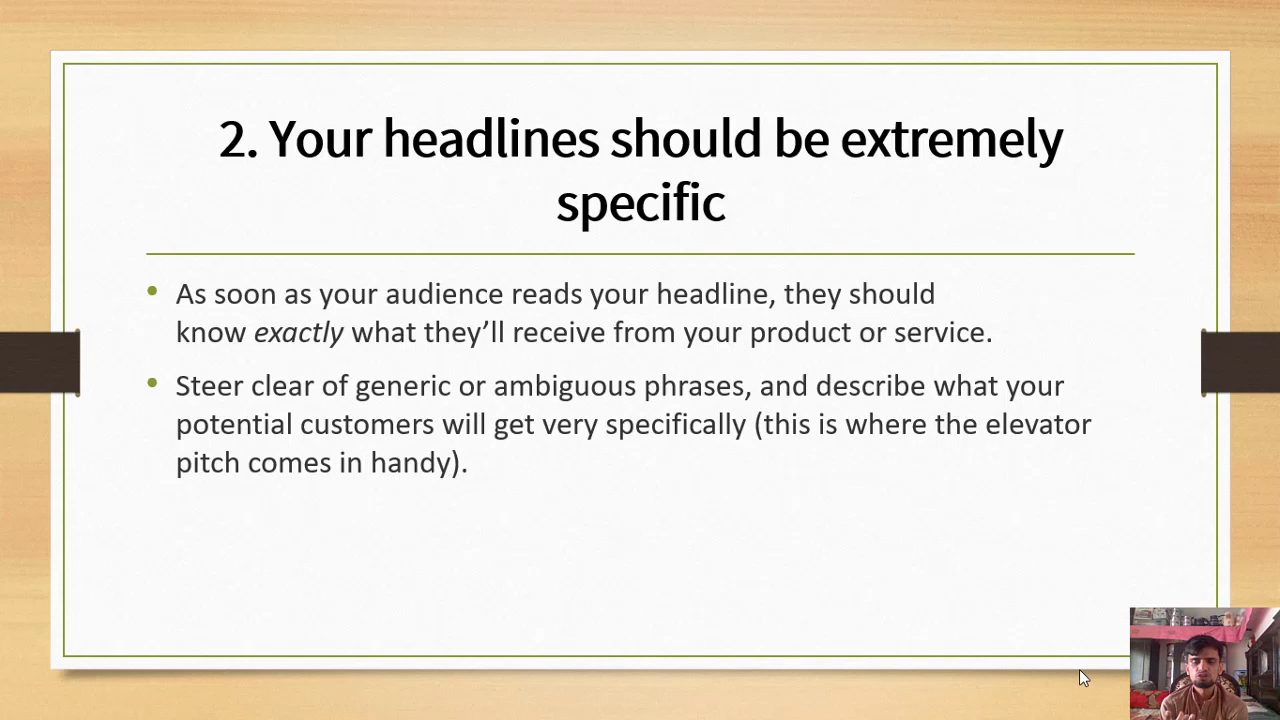 2. Your headlines should be extremely
specific
• As soon as your audience reads your headline, they should
know exactly what they’ll receive from your product or service.
• Steer clear of generic or ambiguous phrases, and describe what your
potential customers will get very specifically (this is where the elevator
pitch comes in handy).